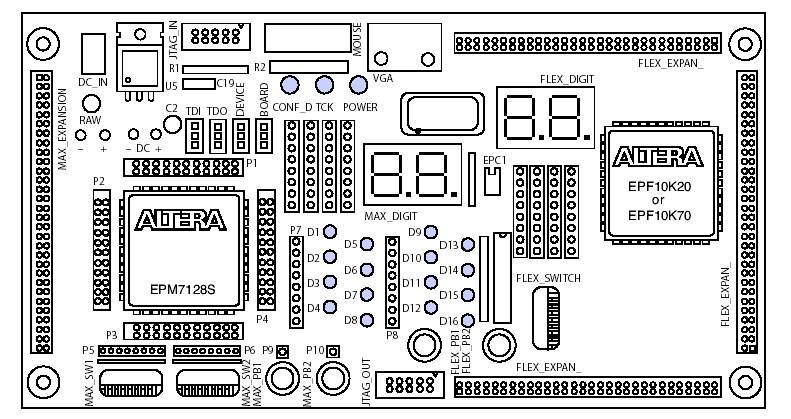 JTAG_IN
MOUSE
VGA
FLEX_EXPAN_
DC_IN
R1
R2
U5
C19
RAW
C2
TDI
TDO
DEVICE
BOARD
CONF_D
TCK
POWER
FLEX_DIGIT
MAX_EXPANSION
- +
- DC +
P1
P2
ALTERA
EPM7128S
P3
P4
MAX_DIGIT
EPC1
ALTERA
EPF10K20
or
EPF10K70
P7
D1
D2
D3
D4
D5
D6
D7
D8
P8
D9
D10
D11
D12
D13
D14
D15
D16
FLEX_SWITCH
FLEX_EXPAN_
P5
P6
P9
P10
MAX_SW1
MAX_SW2
MAX_PB1
MAX_PB2
JTAG_OUT
FLEX_PB1
FLEX_PB2
FLEX_EXPAN_